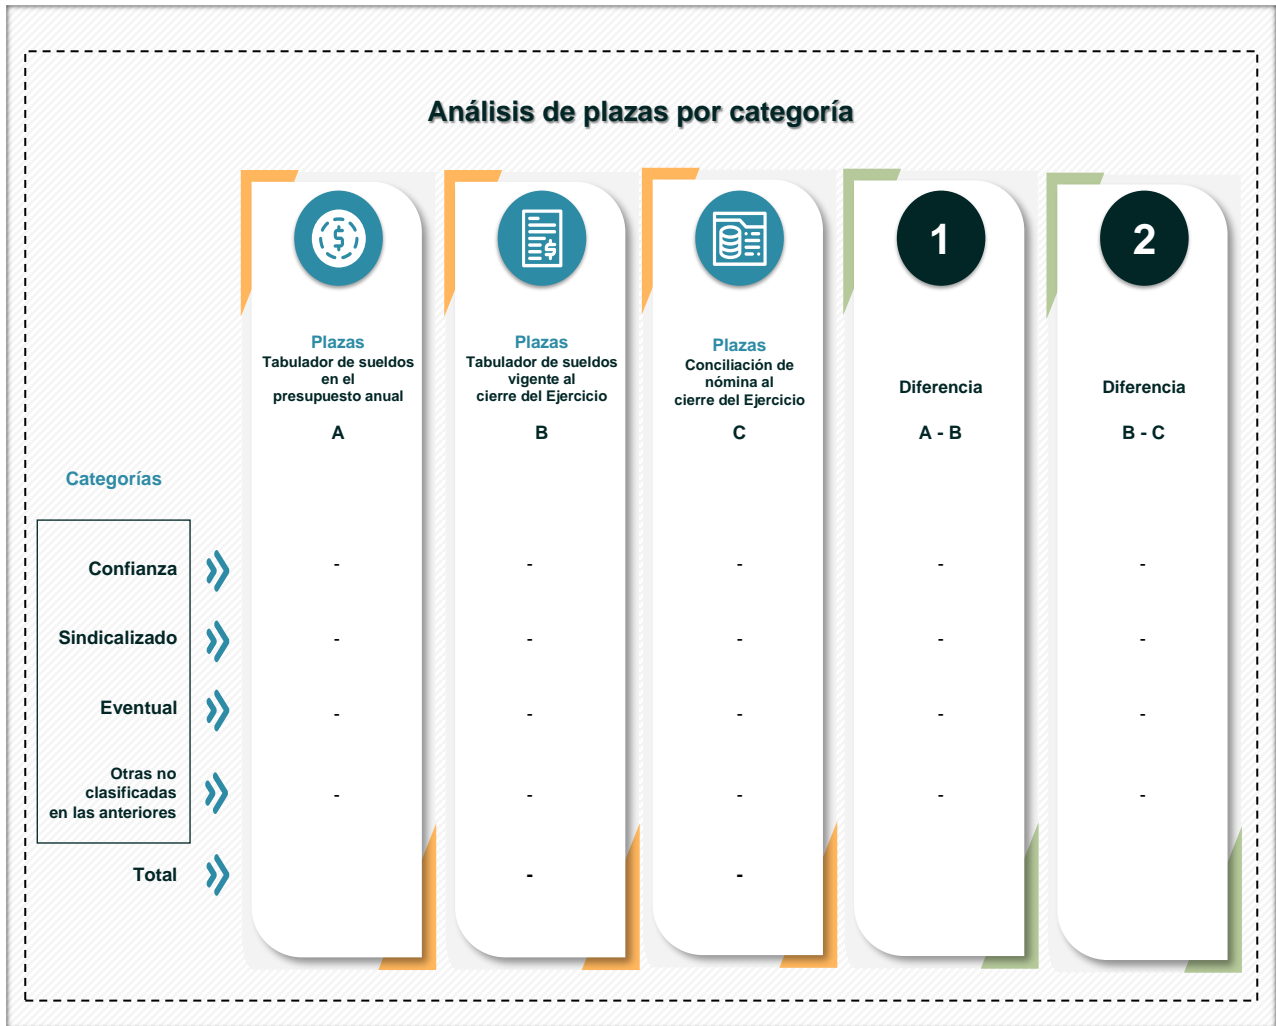 Análisis de plazas por categoría
1
2
Plazas
Tabulador de sueldos
en el
presupuesto anual
A
Plazas
Tabulador de sueldos
vigente al
cierre del Ejercicio
B
Plazas
Conciliación de
nómina al
cierre del Ejercicio
C
Diferencia
A - B
Diferencia
B - C
Categorías
Confianza
- - - - -
Sindicalizado
- - - - -
Eventual
- - - - -
Otras no
clasificadas
en las anteriores
- - - - -
Total
- -